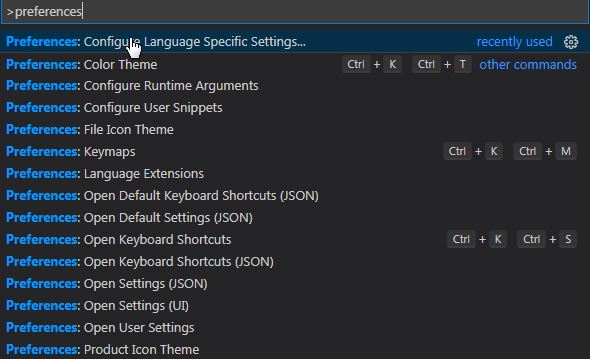 >preferences
Preferences: Configure Language Specific Settings... recently used
Preferences: Color Theme Ctrl + K Ctrl + T other commands
Preferences: Configure Runtime Arguments
Preferences: Configure User Snippets
Preferences: File Icon Theme
Preferences: Keymaps Ctrl + K Ctrl + M
Preferences: Language Extensions
Preferences: Open Default Keyboard Shortcuts (JSON)
Preferences: Open Default Settings (JSON)
Preferences: Open Keyboard Shortcuts Ctrl + K Ctrl + S
Preferences: Open Keyboard Shortcuts (JSON)
Preferences: Open Settings (JSON)
Preferences: Open Settings (UI)
Preferences: Open User Settings
Preferences: Product Icon Theme